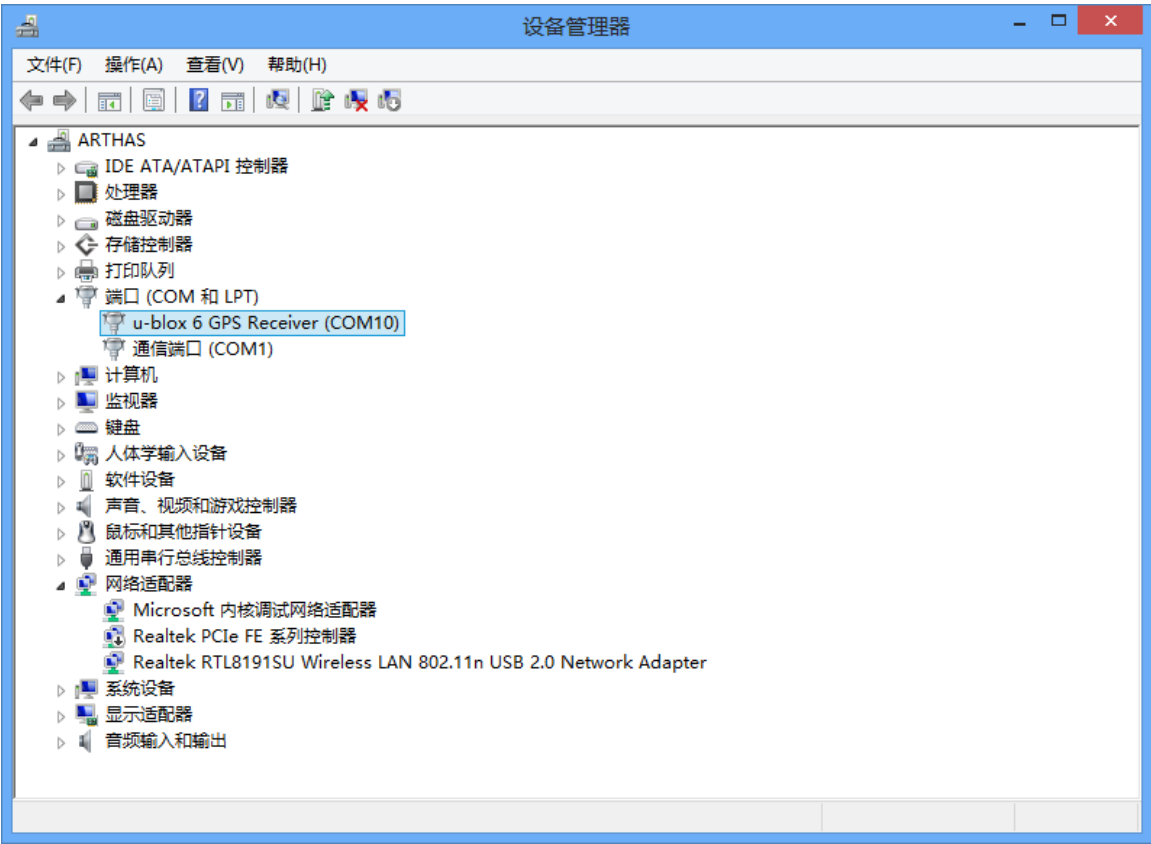 设备管理器
文件(F) 操作(A) 查看(V) 帮助(H)
ARTHAS
IDE ATA/ATAPI 控制器
处理器
磁盘驱动器
存储控制器
打印队列
端口 (COM 和 LPT)
u-blox 6 GPS Receiver (COM10)
通信端口 (COM1)
计算机
监视器
键盘
人体学输入设备
软件设备
声音、视频和游戏控制器
鼠标和其他指针设备
通用串行总线控制器
网络适配器
Microsoft 内核调试网络适配器
Realtek PCIe FE 系列控制器
Realtek RTL8191SU Wireless LAN 802.11n USB 2.0 Network Adapter
系统设备
显示适配器
音频输入和输出